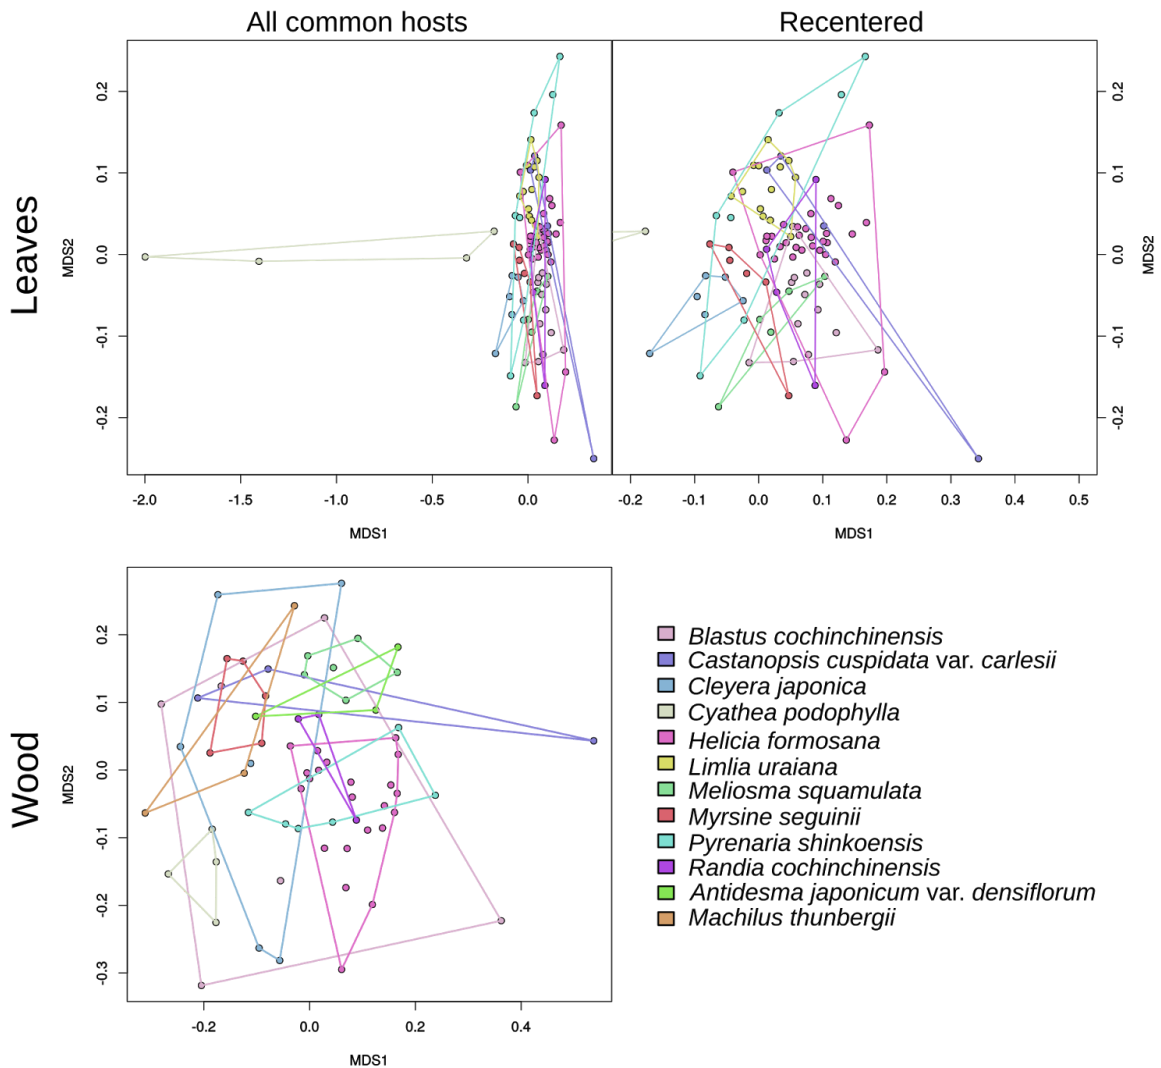 All common hosts
Recentered
Leaves
MDS2
0.2
0.1
0.0
-0.1
-0.2
-2.0 -1.5 -1.0 -0.5 0.0
MDS1
-0.2 -0.1 0.0 0.1 0.2 0.3 0.4 0.5
MDS1
0.2
0.1
0.0
-0.1
-0.2
MDS2
Wood
MDS2
0.2
0.1
0.0
-0.1
-0.2
-0.3
-0.2 0.0 0.2 0.4
MDS1
Blastus cochinchinensis
Castanopsis cuspidata var. carlesii
Cleyera japonica
Cyathea podophylla
Helicia formosana
Limlia uraiana
Meliosma squamulata
Myrsine seguinii
Pyrenaria shinkoensis
Randia cochinchinensis
Antidesma japonicum var. densiflorum
Machilus thunbergii